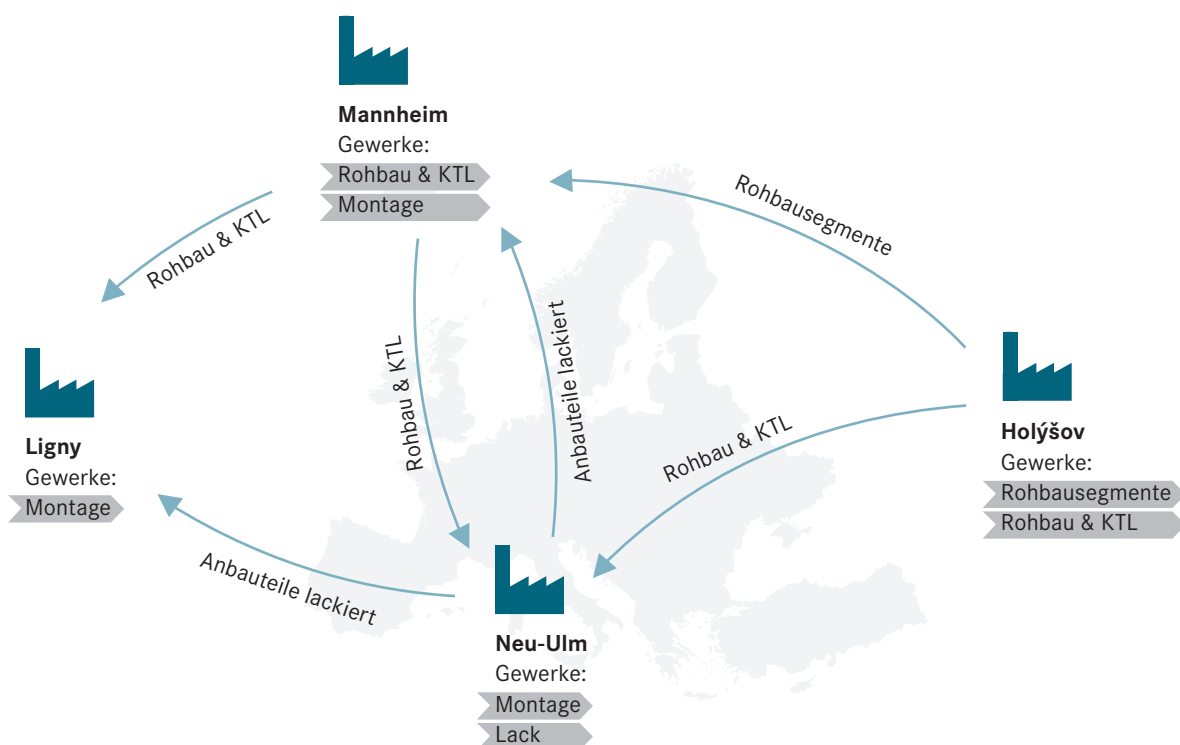 Mannheim
Gewerke:
Rohbau & KTL
Montage
Rohbausegmente
Rohbau & KTL
Rohbau & KTL
Anbauteile lackiert
Rohbau & KTL
Ligny
Gewerke:
Montage
Holýšov
Gewerke:
Rohbausegmente
Rohbau & KTL
Anbauteile lackiert
Neu-Ulm
Gewerke:
Montage
Lack